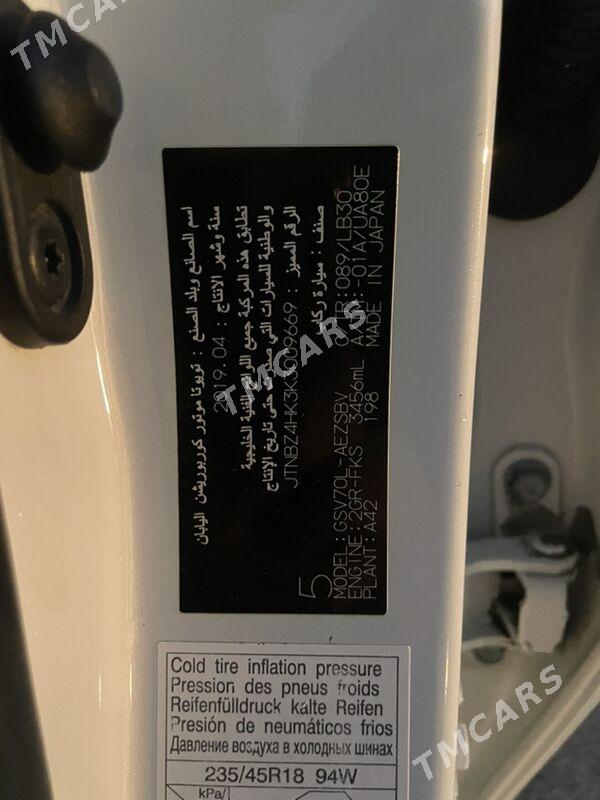 TMCARS
اسم الصانع وبلد الصنع : تويوتا موتور كوربوريشن اليابان
سنة وشهر الانتاج : 2019.04
تطابق هذه المركبة جميع اللوائح الفنية الخليجية
والوطنية للسيارات التي حتى تاريخ الإنتاج
الرقم المميز :
صنف : سيارة ركاب
5
MODEL:GSV70L-AEZSBV C/TR:089/LB30
ENGINE:2GR-FKS 3456mL A/TM:-01A/UA80E
PLANT:A42 198 MADE IN JAPAN
TMCARS
Cold tire inflation pressure
Pression des pneus froids
Reifenfülldruck kalte Reifen
Presión de neumáticos frios
Давление воздуха в холодных шинах
235/45R18 94W
kPa/
TMCARS